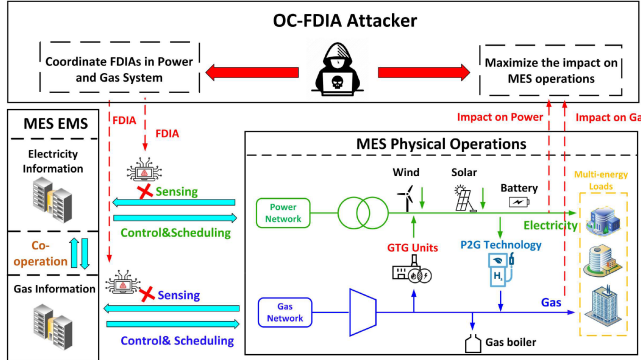 OC-FDIA Attacker
Coordinate FDIAs in Power
and Gas System
Maximize the impact on
MES operations
Impact on Power
Impact on Gas
FDIA
FDIA
MES EMS
Electricity
Information
Co-
operation
Gas Information
Sensing
Control&Scheduling
Sensing
Control& Scheduling
MES Physical Operations
Wind
Solar
Battery
Multi-energy
Loads
Power
Network
Electricity
GTG Units
P2G Technology
H₂
Gas
Network
Gas
Gas boiler